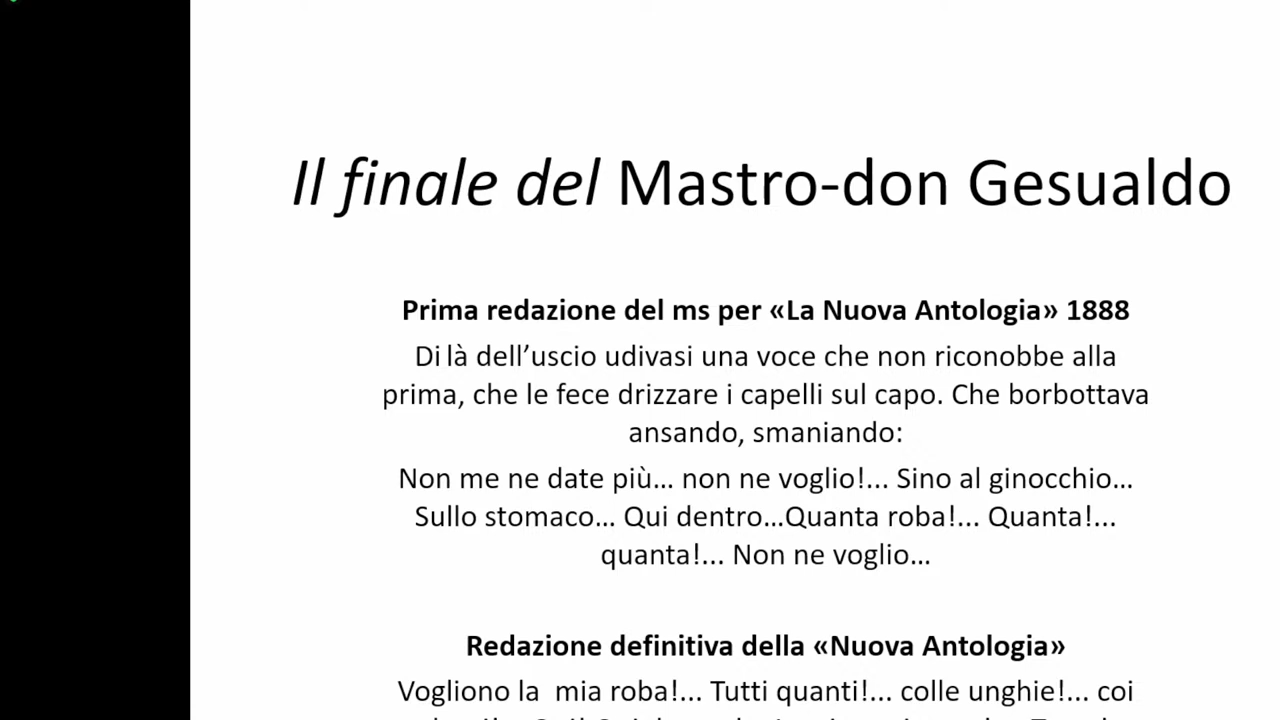 Il finale del Mastro-don Gesualdo
Prima redazione del ms per «La Nuova Antologia» 1888
Di là dell’uscio udivasi una voce che non riconobbe alla
prima, che le fece drizzare i capelli sul capo. Che borbottava
ansando, smaniando:
Non me ne date più… non ne voglio!... Sino al ginocchio…
Sullo stomaco… Qui dentro…Quanta roba!... Quanta!...
quanta!... Non ne voglio…
Redazione definitiva della «Nuova Antologia»
Vogliono la mia roba!... Tutti quanti!... colle unghie!... coi